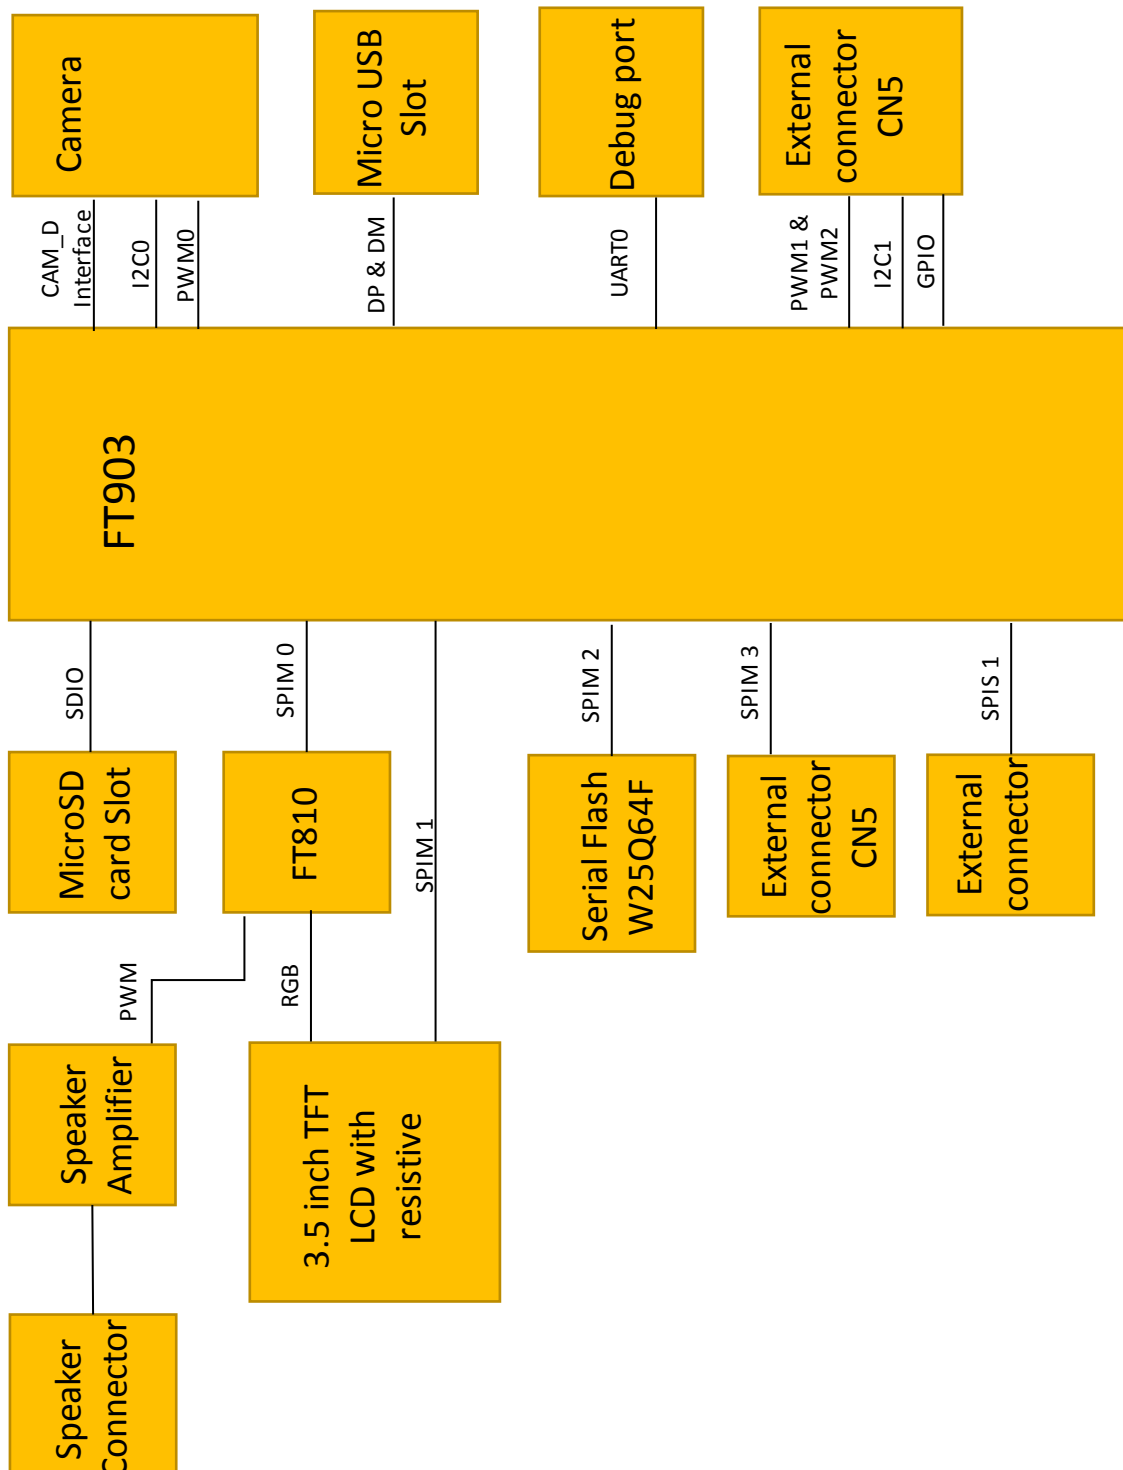 Camera
Micro USB
Slot
Debug port
External
connector
CN5
CAM_D
Interface
I2C0
PWM0
DP & DM
UART0
PWM1 &
PWM2
I2C1
GPIO
FT903
SDIO
SPIM 0
SPIM 1
SPIM 2
SPIM 3
SPIS 1
MicroSD
card Slot
FT810
Serial Flash
W25Q64F
External
connector
CN5
External
connector
PWM
RGB
Speaker
Amplifier
3.5 inch TFT
LCD with
resistive
Speaker
Connector